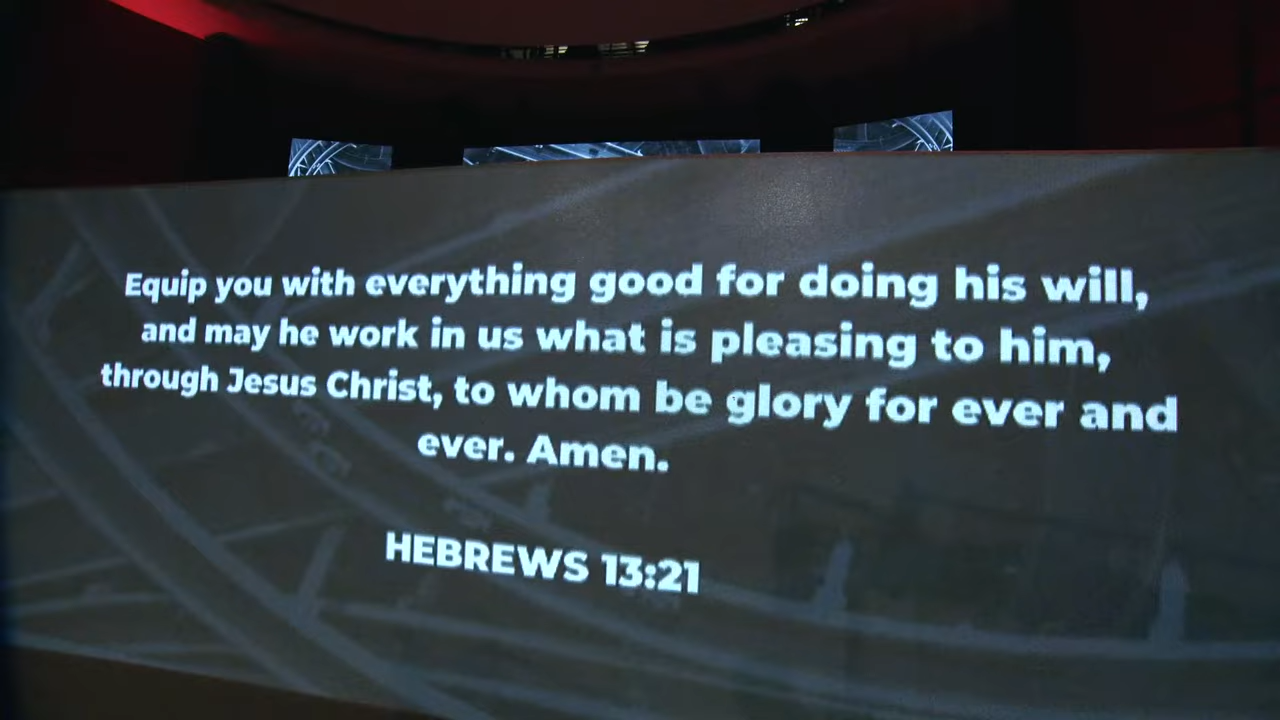 Equip you with everything good for doing his will,
and may he work in us what is pleasing to him,
through Jesus Christ, to whom be glory for ever and
ever. Amen.
HEBREWS 13:21